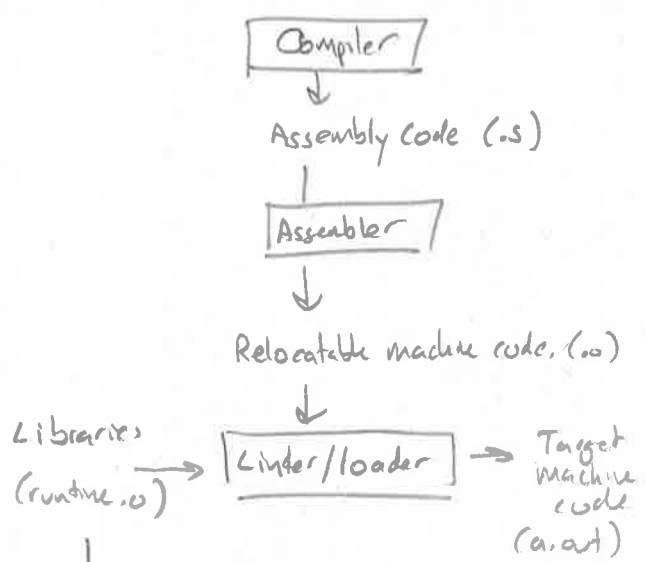 Compiler
Assembly Code (.s)
Assembler
Relocatable machine code. (.o)
Libraries
(runtime.o)
Linker/loader
Target
machine
code
(a.out)